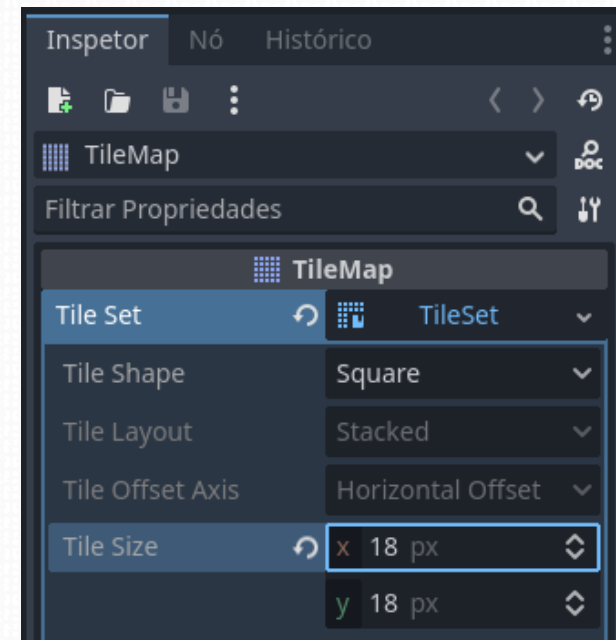 Inspetor Nó Histórico
TileMap
DOC
Filtrar Propriedades
TileMap
Tile Set TileSet
Tile Shape Square
Tile Layout Stacked
Tile Offset Axis Horizontal Offset
Tile Size x 18 px
y 18 px